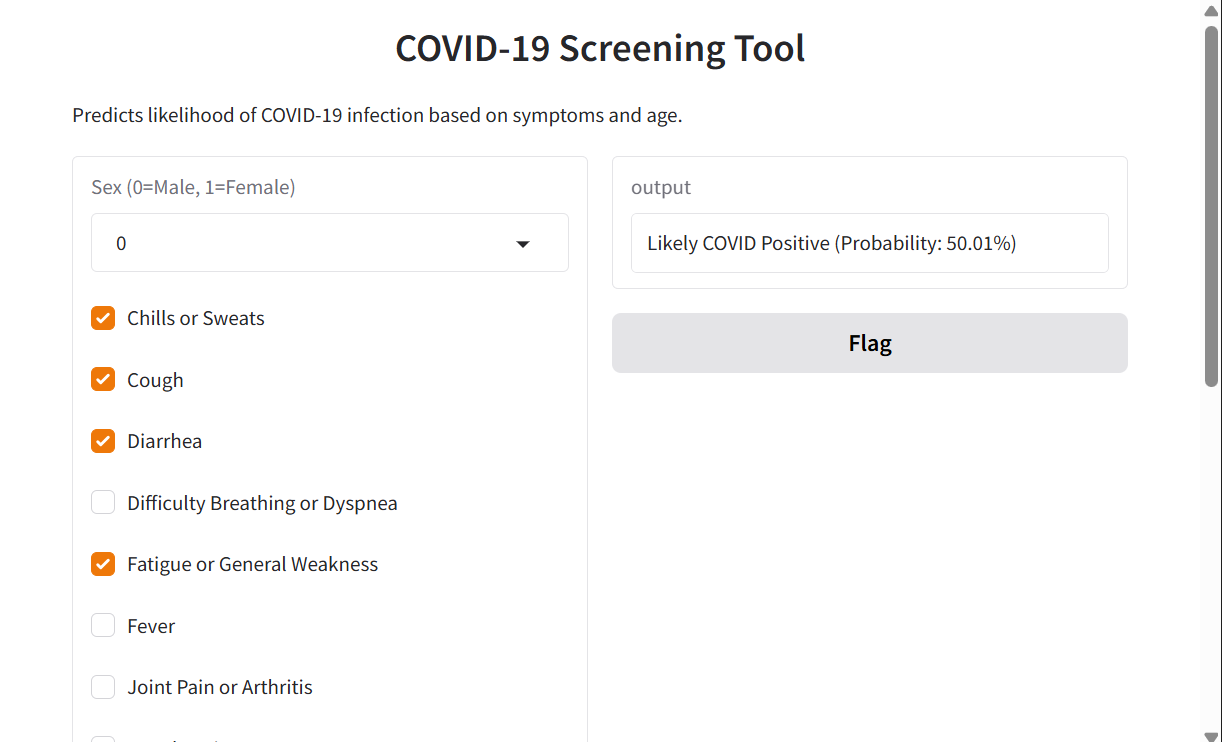 COVID-19 Screening Tool
Predicts likelihood of COVID-19 infection based on symptoms and age.
Sex (0=Male, 1=Female)
0
Chills or Sweats
Cough
Diarrhea
Difficulty Breathing or Dyspnea
Fatigue or General Weakness
Fever
Joint Pain or Arthritis
output
Likely COVID Positive (Probability: 50.01%)
Flag